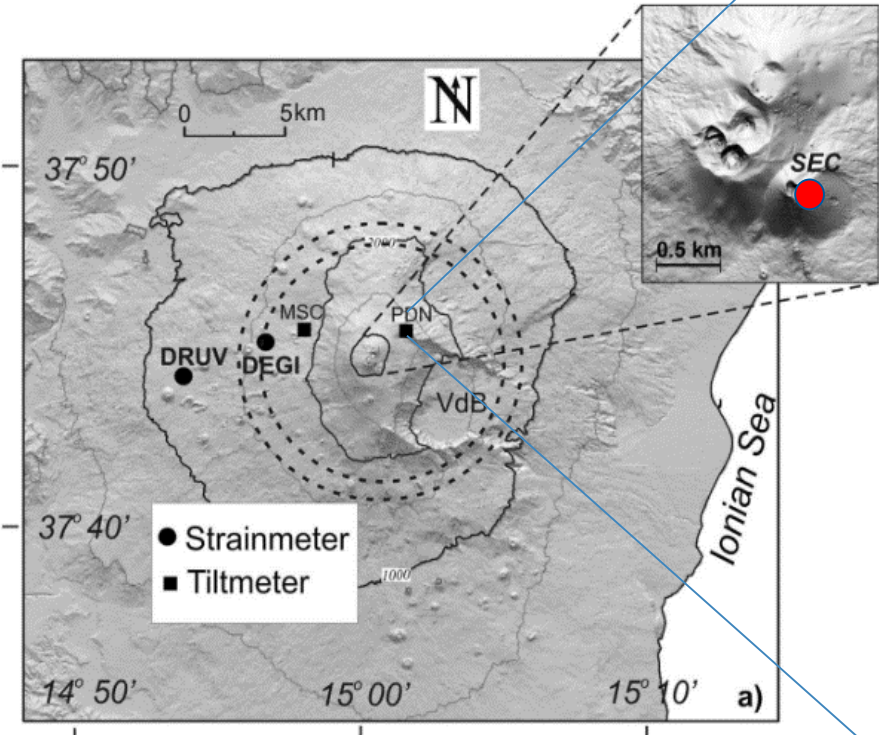 N
0 5km
SEC
0.5 km
37° 50'
2000
MSC PDN
DRUV DEGI
VdB
Ionian Sea
37° 40'
Strainmeter
Tiltmeter
1000
14° 50' 15° 00' 15° 10' a)